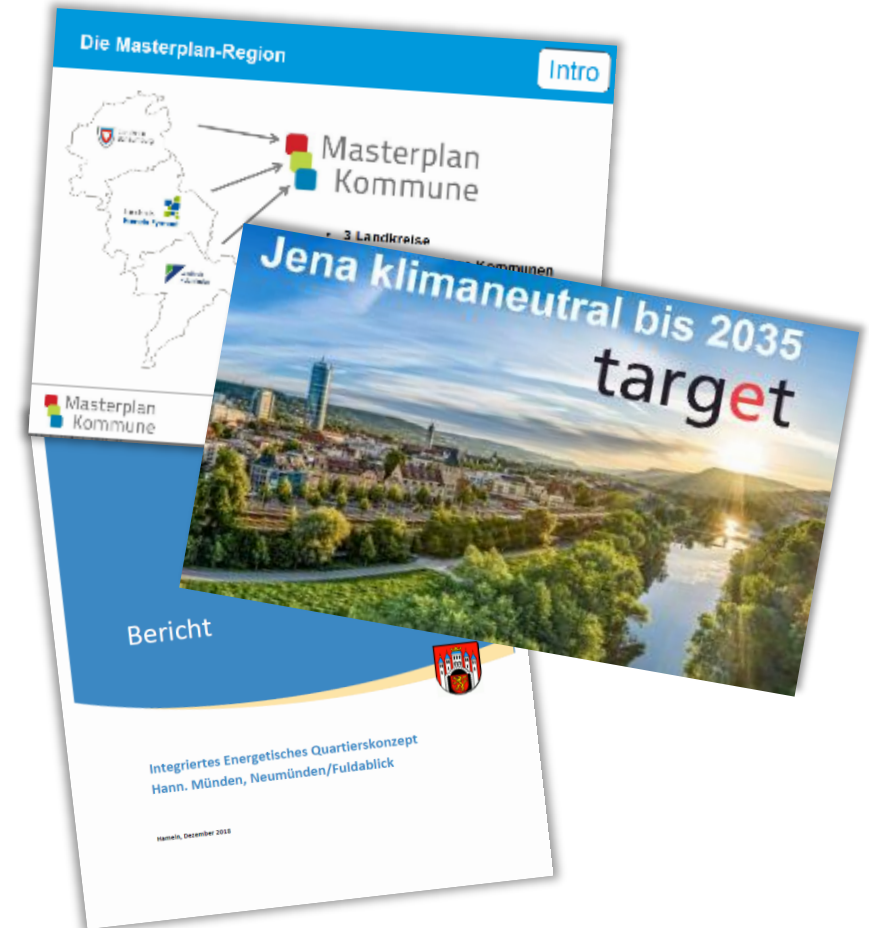 Die Masterplan-Region
Intro
Masterplan
Kommune
• 3 Landkreise
Kommunen
Masterplan
Kommune
Jena klimaneutral bis 2035
target
Bericht
Integriertes Energetisches Quartierskonzept
Hann. Münden, Neumünden/Fuldablick
Hameln, Dezember 2018